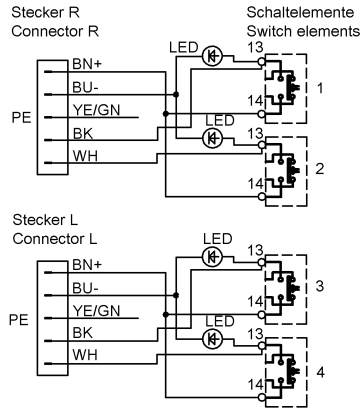 Stecker R
Connector R
Schaltelemente
Switch elements
LED
13
BN+
BU-
1
14
YE/GN
PE
LED
13
BK
WH
2
14
Stecker L
Connector L
LED
13
BN+
BU-
3
14
YE/GN
PE
LED
13
BK
WH
4
14